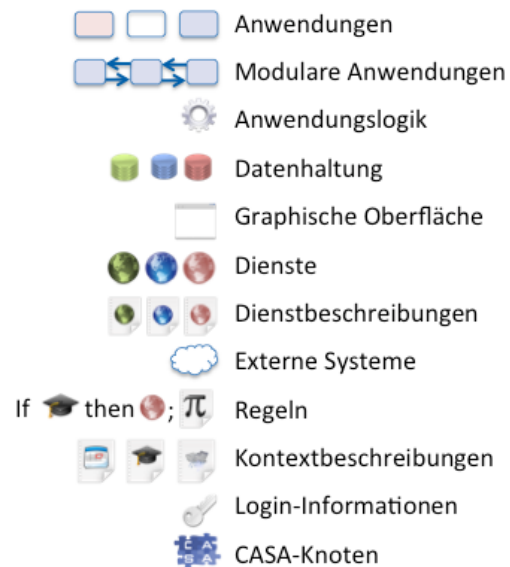 Anwendungen
Modulare Anwendungen
Anwendungslogik
Datenhaltung
Graphische Oberfläche
Dienste
Dienstbeschreibungen
Externe Systeme
If then ; π Regeln
Kontextbeschreibungen
Login-Informationen
C A S A CASA-Knoten